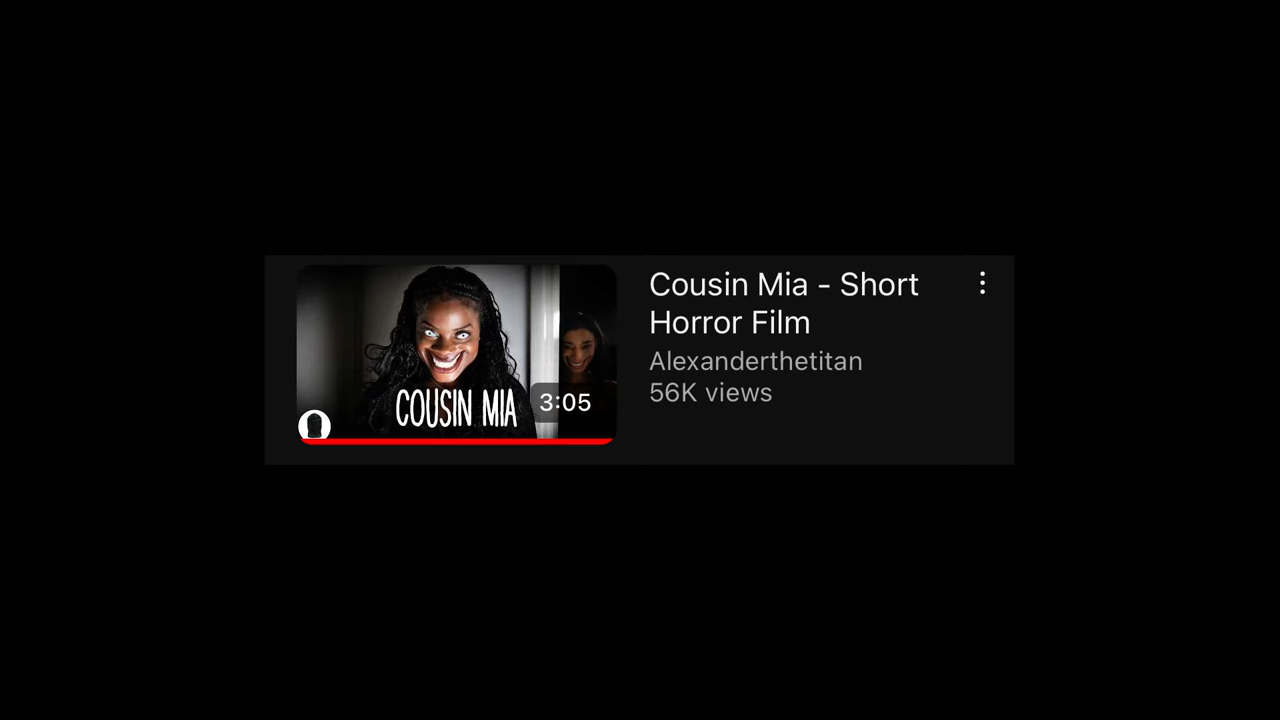 COUSIN MIA
3:05
Cousin Mia - Short
Horror Film
Alexanderthetitan
56K views